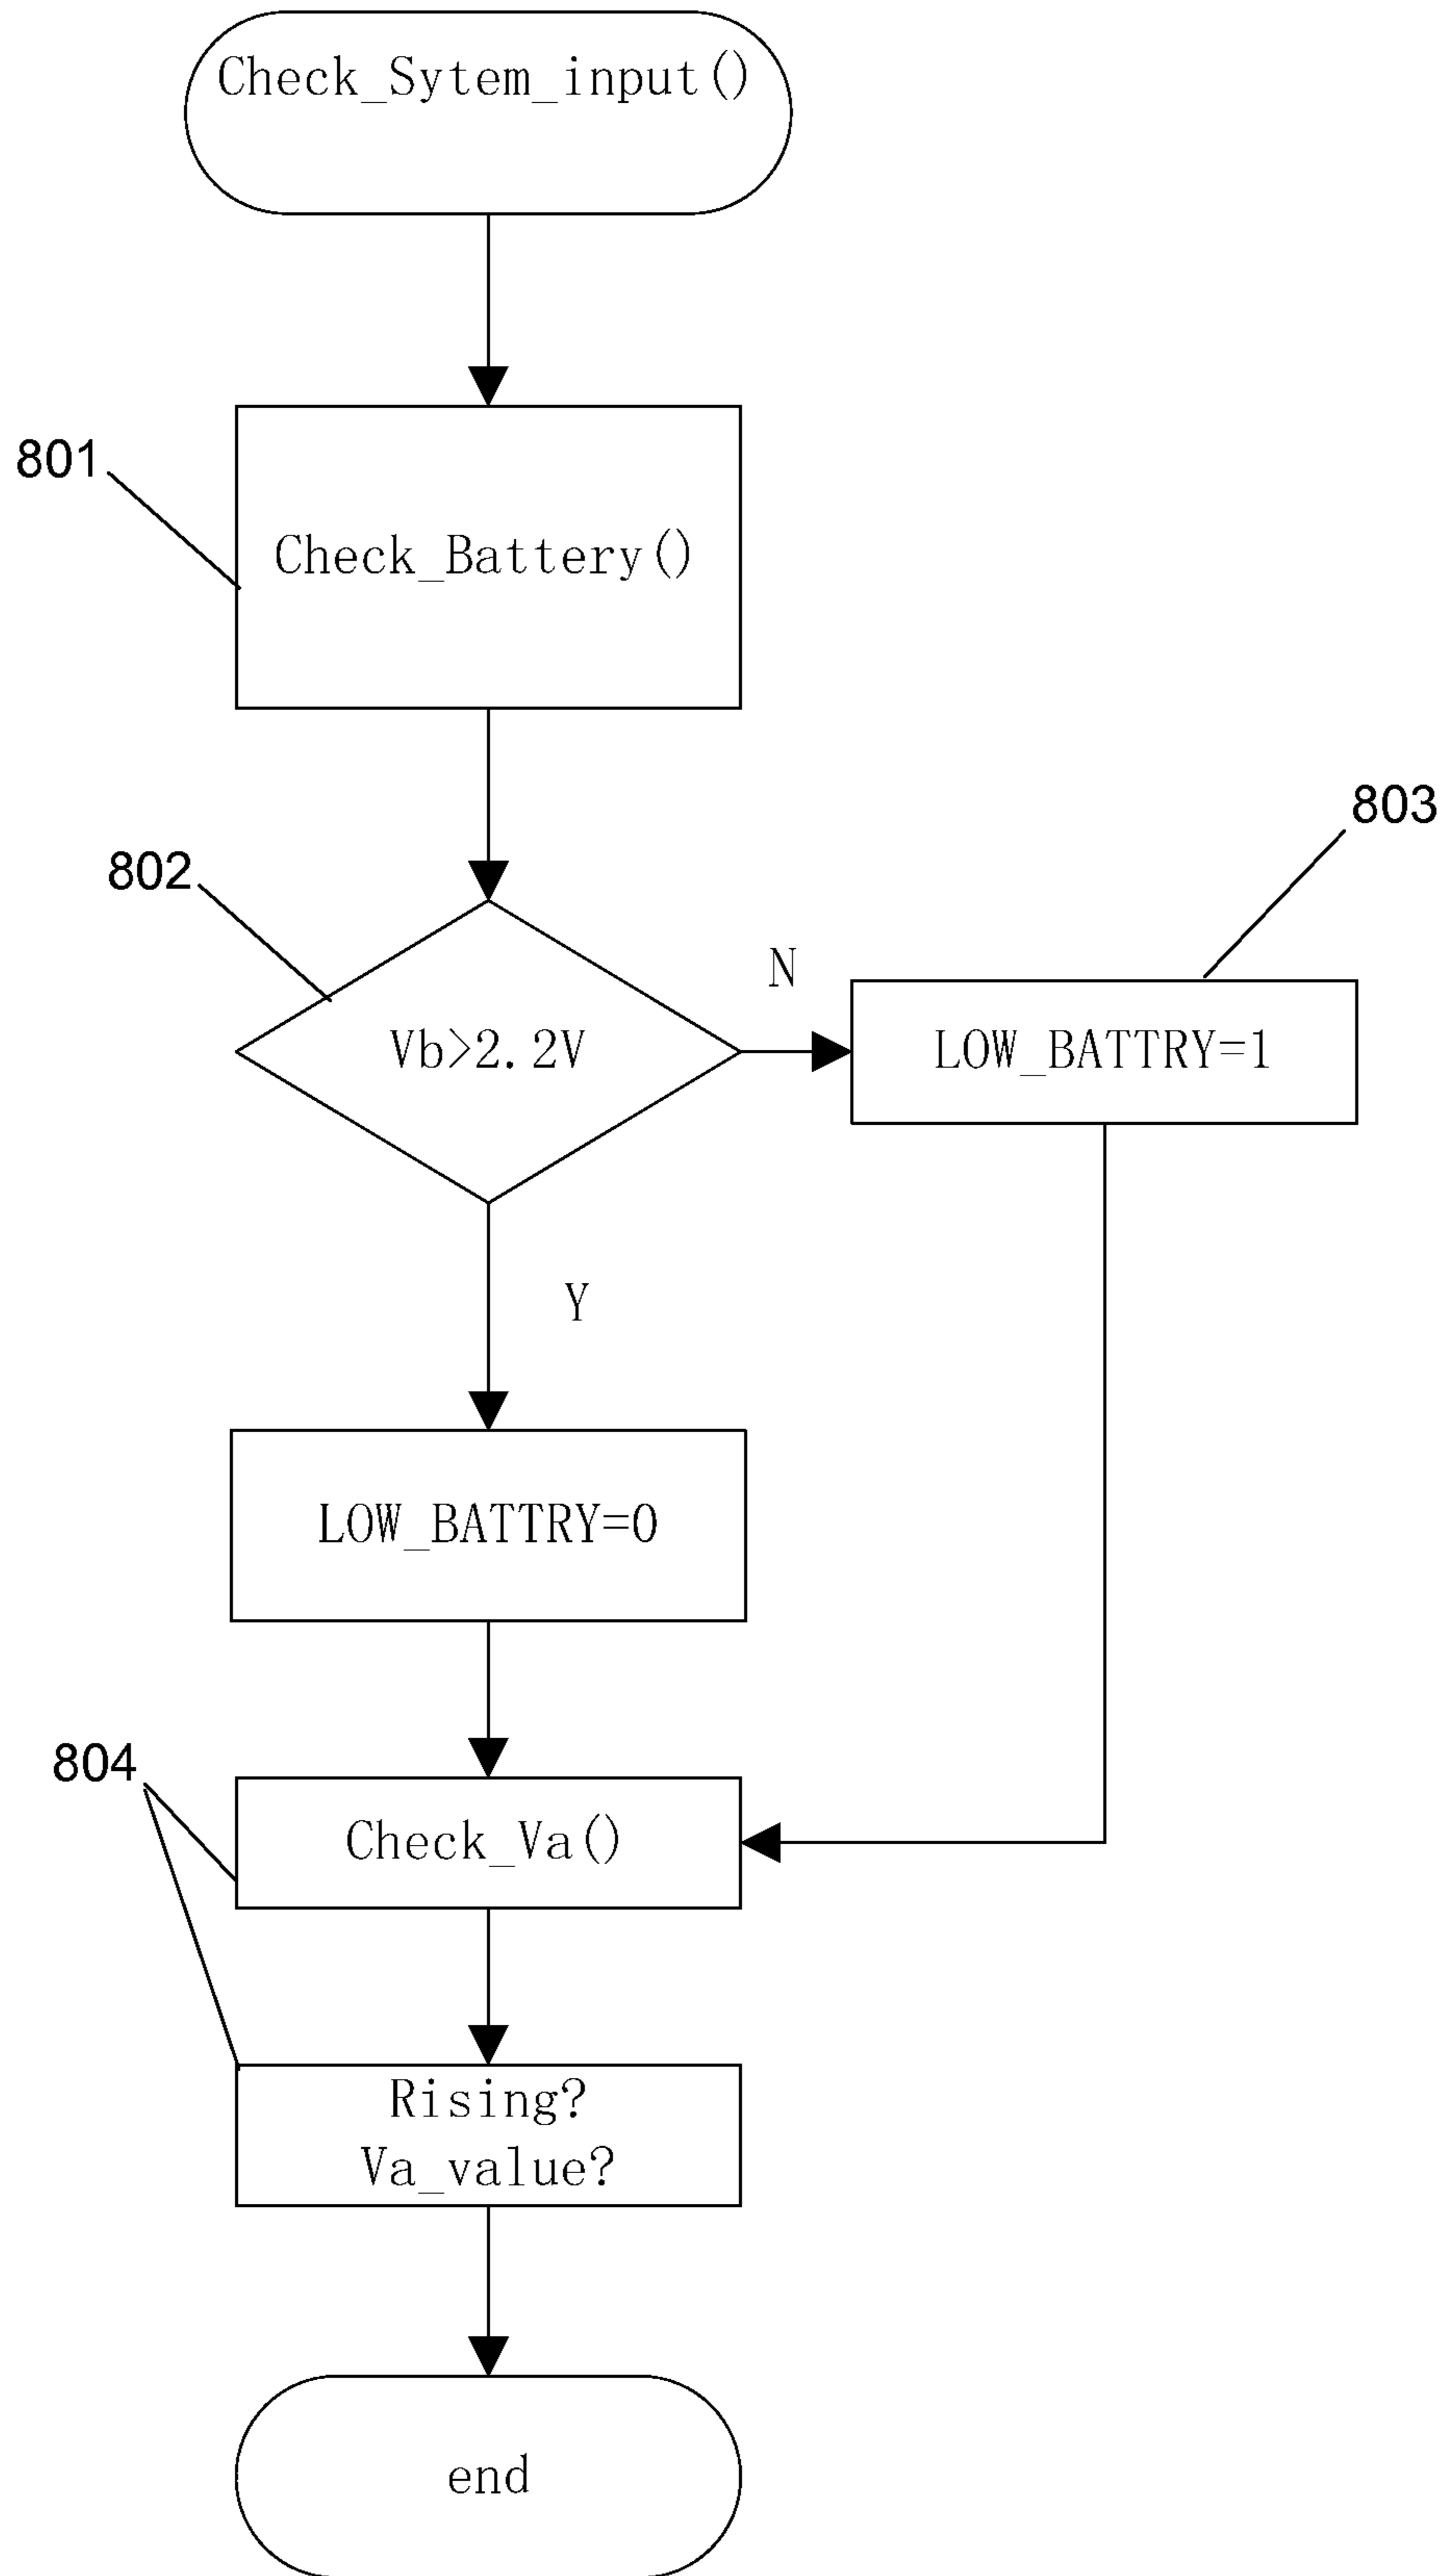 Check_Sytem_input()
801
Check_Battery()
803
802
N
Vb>2.2V
LOW_BATTRY=1
Y
LOW_BATTRY=0
804
Check_Va()
Rising?
Va_value?
end